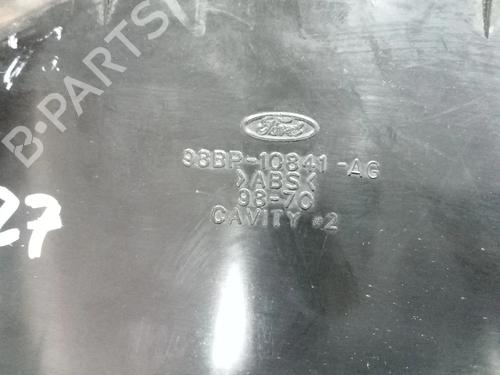 B-PARTS
Ford
98BP-10841-AG
>ABS<
98-70
CAVITY #2
27